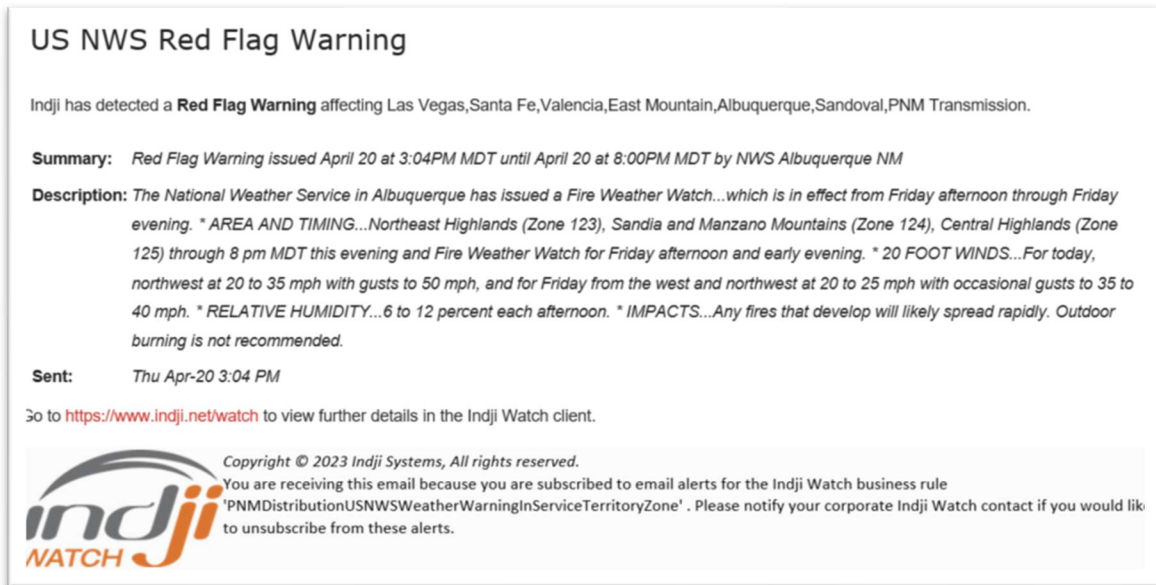 US NWS Red Flag Warning
Indji has detected a Red Flag Warning affecting Las Vegas,Santa Fe,Valencia,East Mountain,Albuquerque,Sandoval,PNM Transmission.
Summary: Red Flag Warning issued April 20 at 3:04PM MDT until April 20 at 8:00PM MDT by NWS Albuquerque NM
Description: The National Weather Service in Albuquerque has issued a Fire Weather Watch...which is in effect from Friday afternoon through Friday
evening. * AREA AND TIMING...Northeast Highlands (Zone 123), Sandia and Manzano Mountains (Zone 124), Central Highlands (Zone
125) through 8 pm MDT this evening and Fire Weather Watch for Friday afternoon and early evening. * 20 FOOT WINDS...For today,
northwest at 20 to 35 mph with gusts to 50 mph, and for Friday from the west and northwest at 20 to 25 mph with occasional gusts to 35 to
40 mph. * RELATIVE HUMIDITY...6 to 12 percent each afternoon. * IMPACTS...Any fires that develop will likely spread rapidly. Outdoor
burning is not recommended.
Sent: Thu Apr-20 3:04 PM
Go to https://www.indji.net/watch to view further details in the Indji Watch client.
indji
WATCH
Copyright © 2023 Indji Systems, All rights reserved.
You are receiving this email because you are subscribed to email alerts for the Indji Watch business rule
'PNMDistributionUSNWSWeatherWarningInServiceTerritoryZone' . Please notify your corporate Indji Watch contact if you would lik
to unsubscribe from these alerts.